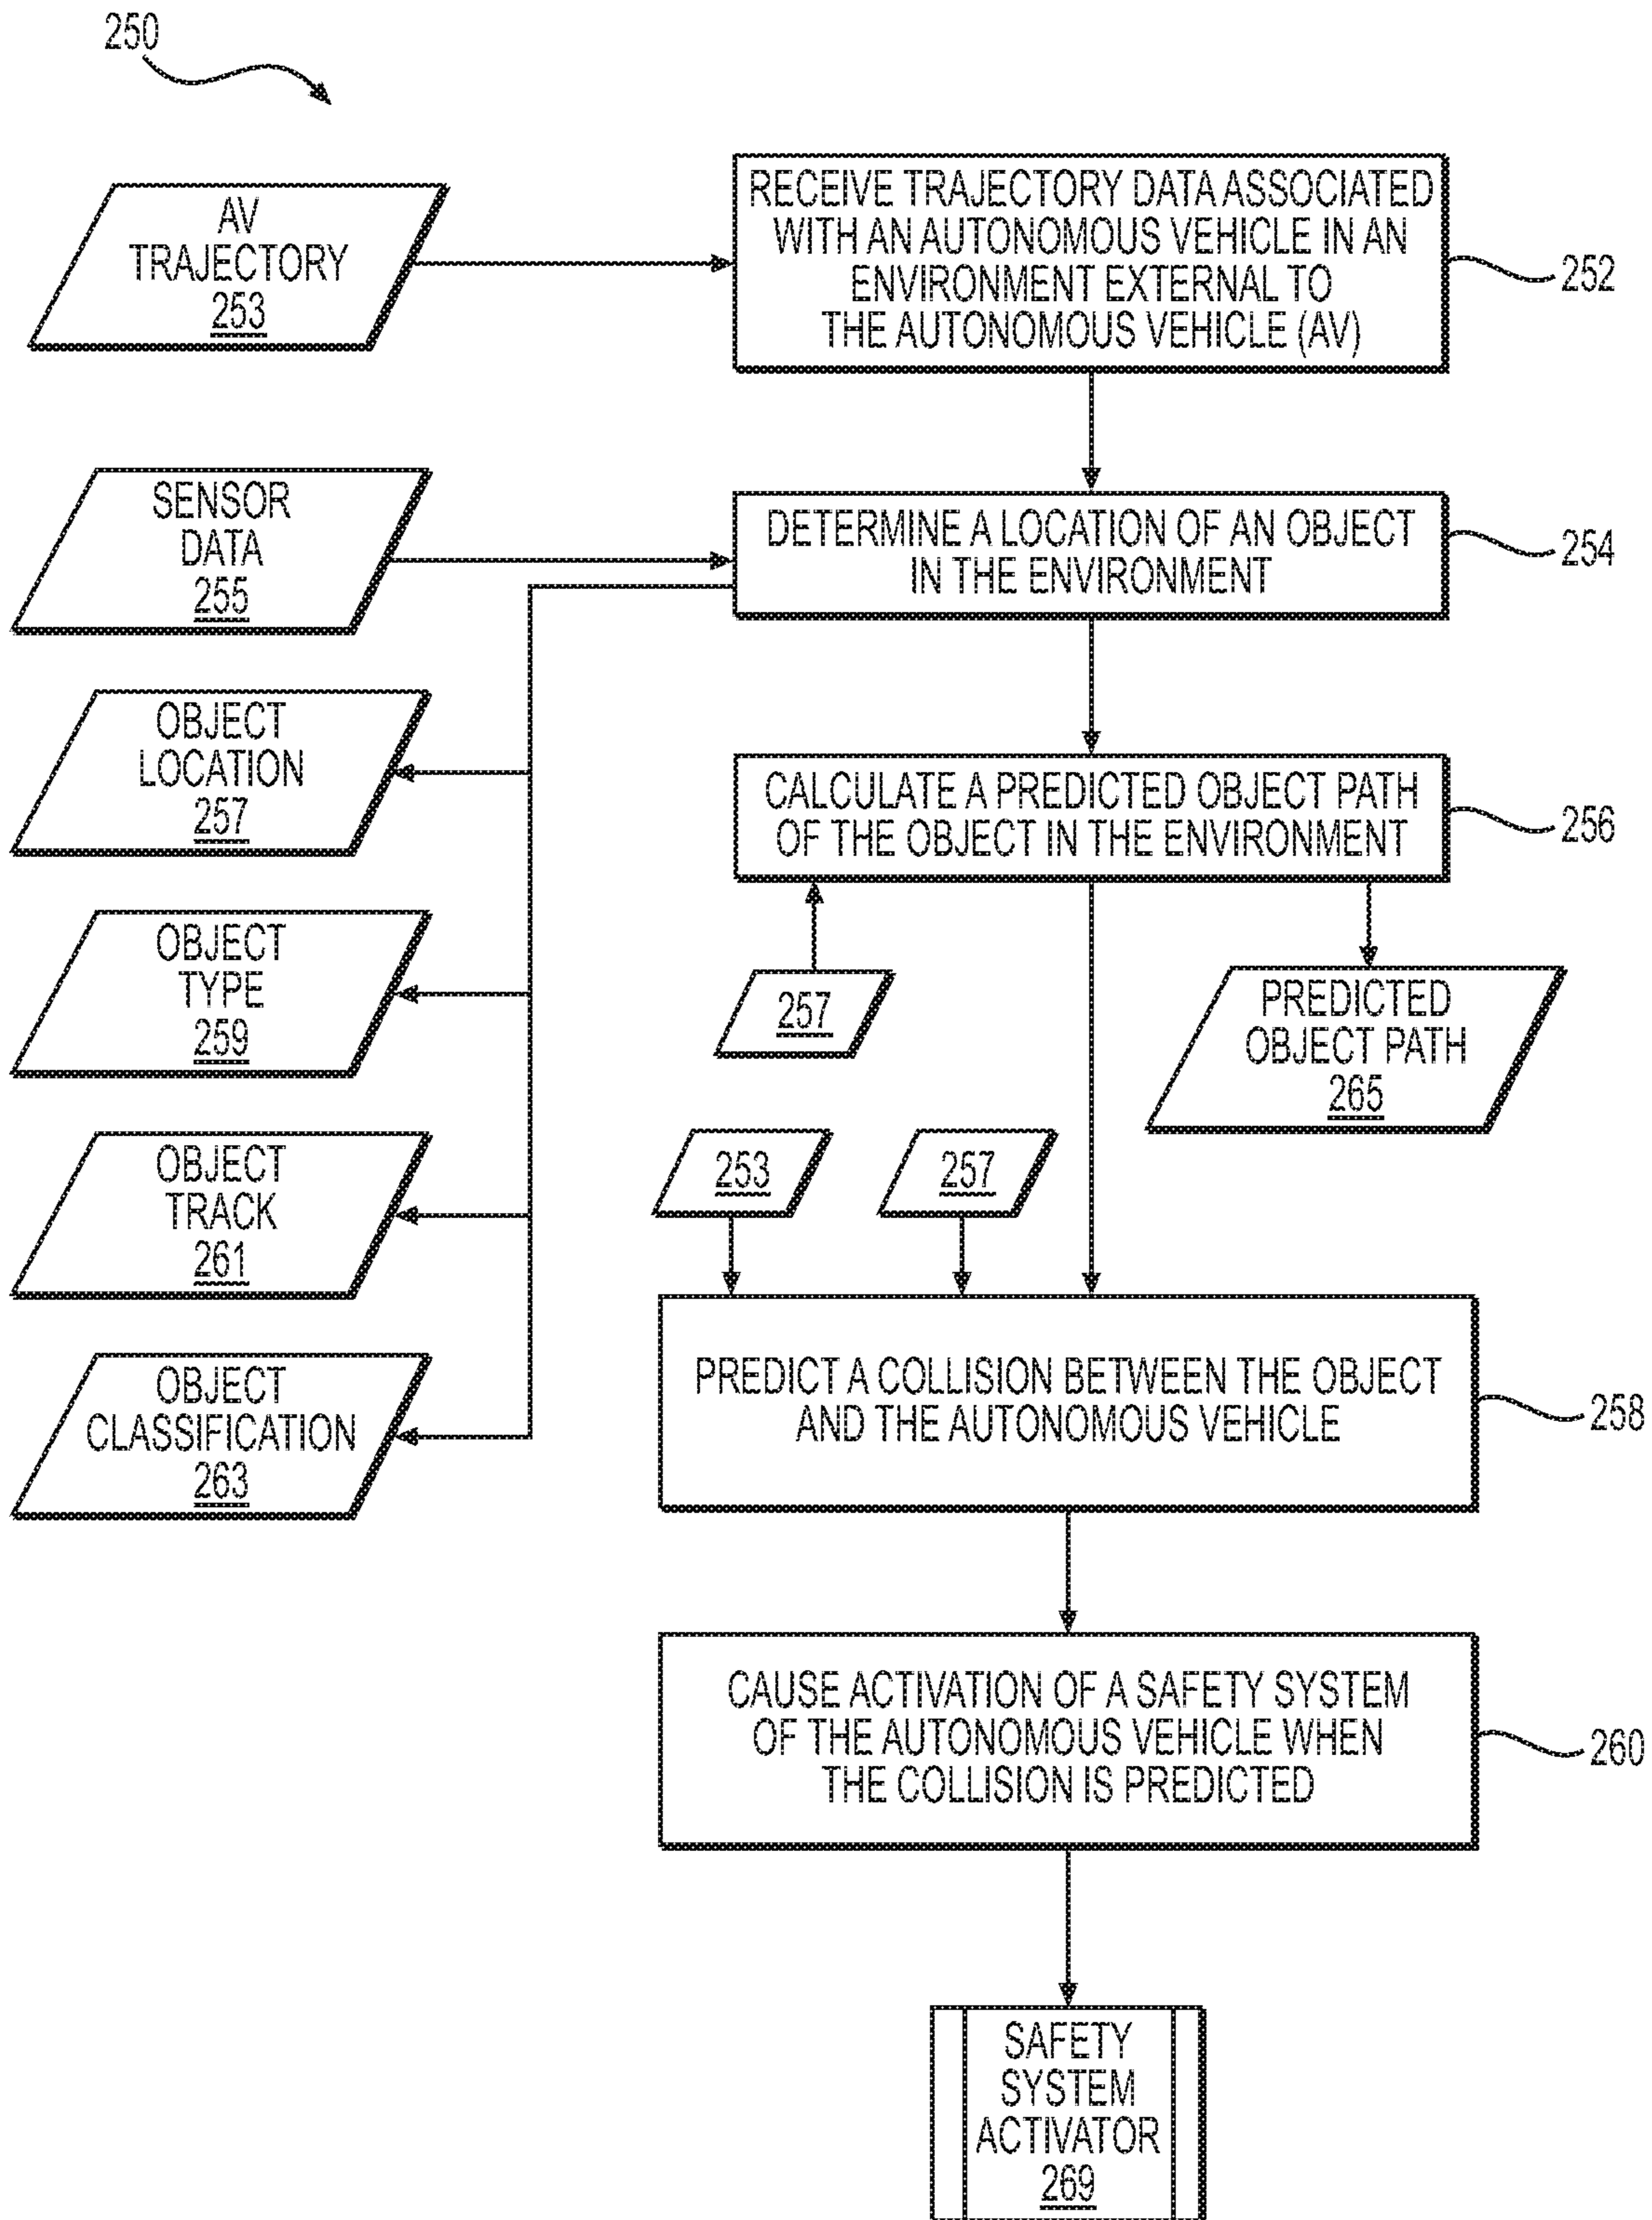 250
AV
TRAJECTORY
253
RECEIVE TRAJECTORY DATA ASSOCIATED
WITH AN AUTONOMOUS VEHICLE IN AN
ENVIRONMENT EXTERNAL TO
THE AUTONOMOUS VEHICLE (AV)
252
SENSOR
DATA
255
DETERMINE A LOCATION OF AN OBJECT
IN THE ENVIRONMENT
254
OBJECT
LOCATION
257
CALCULATE A PREDICTED OBJECT PATH
OF THE OBJECT IN THE ENVIRONMENT
256
OBJECT
TYPE
259
257
PREDICTED
OBJECT PATH
265
OBJECT
TRACK
261
253
257
OBJECT
CLASSIFICATION
263
PREDICT A COLLISION BETWEEN THE OBJECT
AND THE AUTONOMOUS VEHICLE
258
CAUSE ACTIVATION OF A SAFETY SYSTEM
OF THE AUTONOMOUS VEHICLE WHEN
THE COLLISION IS PREDICTED
260
SAFETY
SYSTEM
ACTIVATOR
269